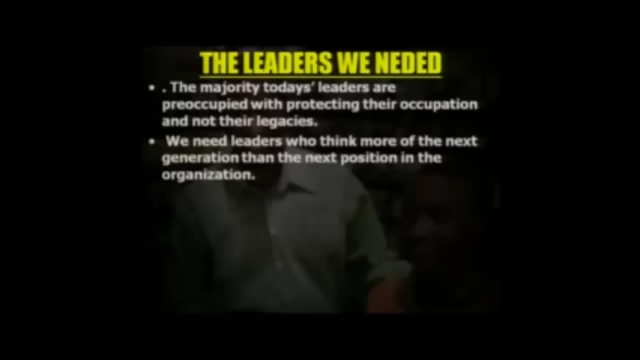 THE LEADERS WE NEDED
• . The majority todays' leaders are
preoccupied with protecting their occupation
and not their legacies.
• We need leaders who think more of the next
generation than the next position in the
organization.